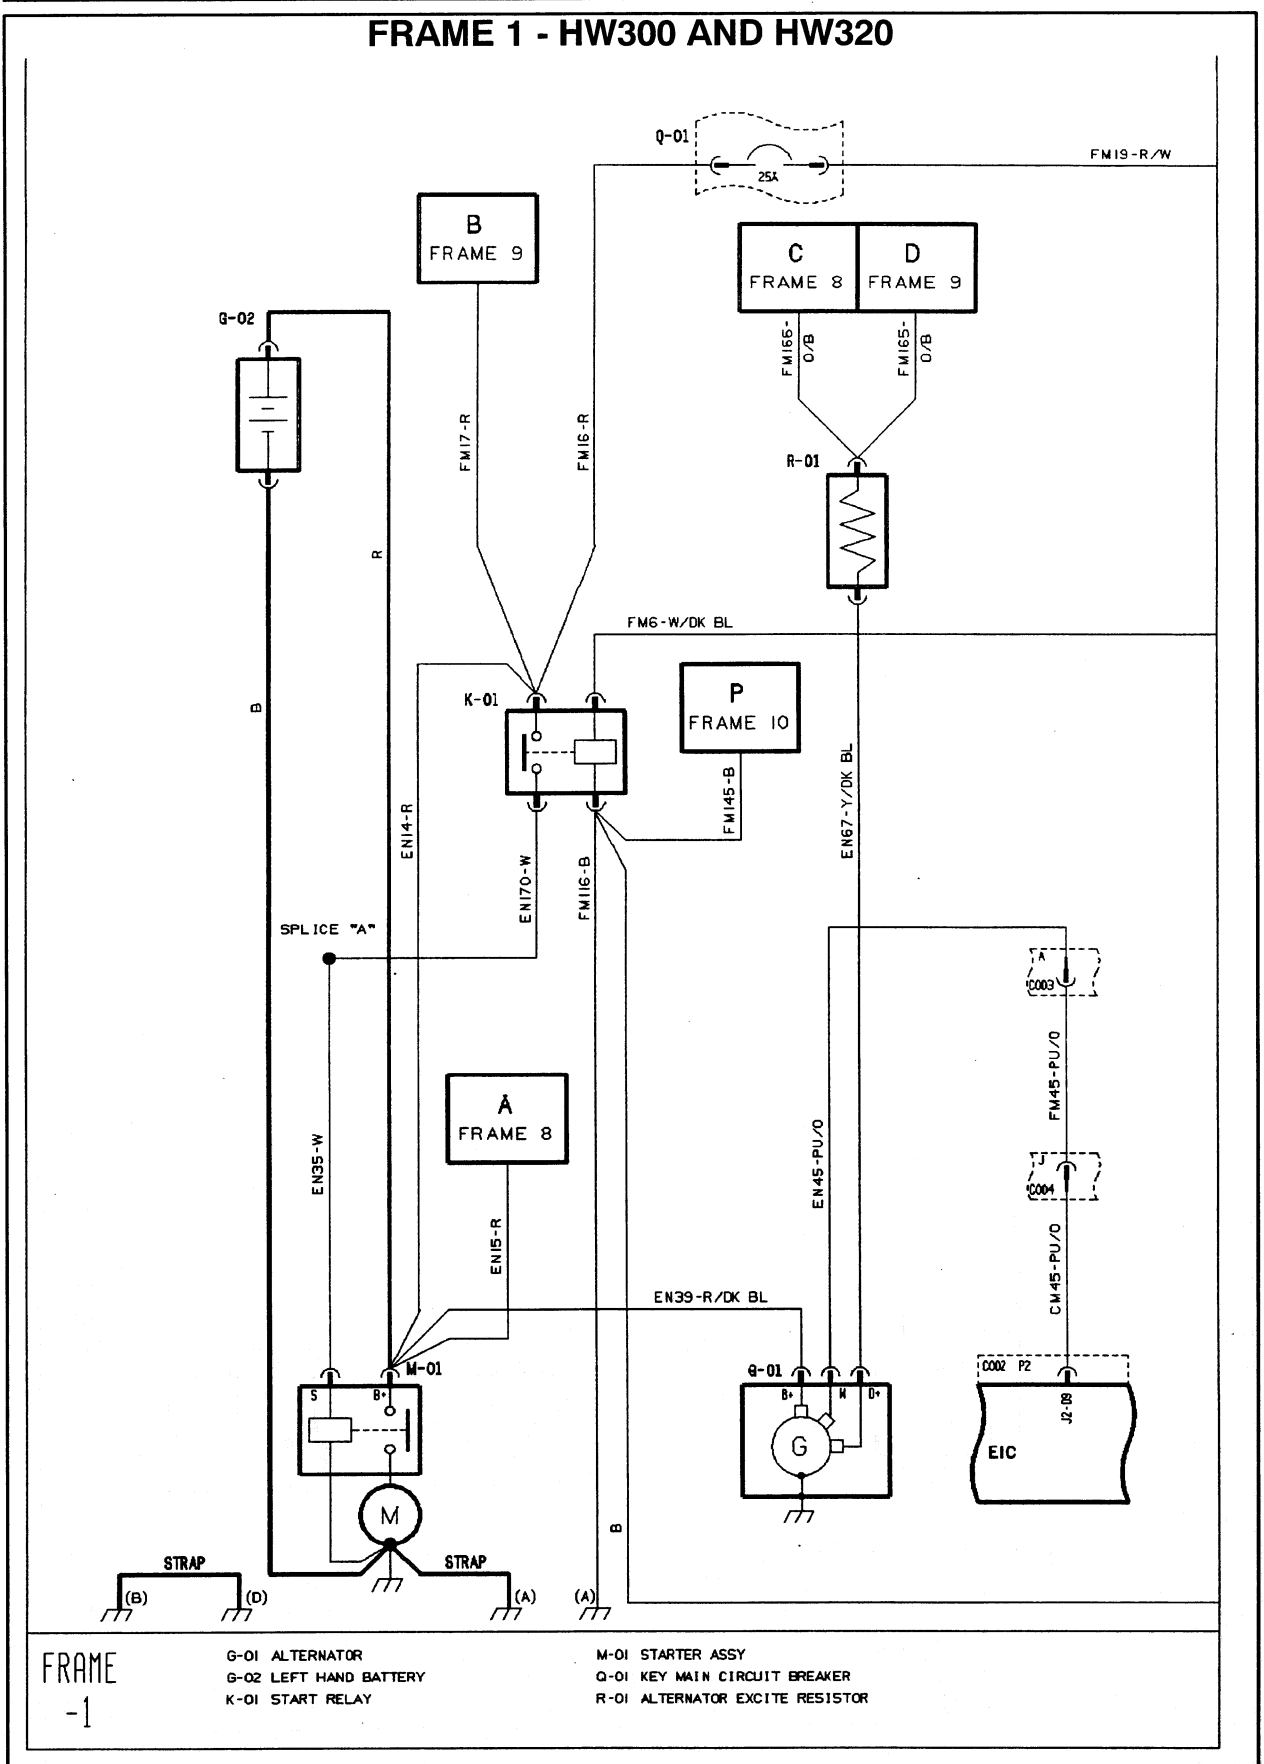 FRAME 1 - HW300 AND HW320
Q-01
25A
FM19-R/W
B
FRAME 9
C
FRAME 8
D
FRAME 9
G-02
FM166-
O/B
FM165-
O/B
FM17-R
FM16-R
R-01
R
FM6-W/DK BL
K-01
P
FRAME 10
B
EN14-R
EN170-W
FM116-B
FM145-B
EN67-Y/DK BL
SPLICE "A"
A
C003
FM45-PU/O
A
FRAME 8
EN35-W
EN15-R
EN45-PU/O
J
C004
CM45-PU/O
EN39-R/DK BL
M-01
S
B+
G-01
B+
W
D+
G
C002 P2
J2-09
EIC
M
B
STRAP
STRAP
(B)
(D)
(A)
(A)
FRAME
-1
G-01 ALTERNATOR
G-02 LEFT HAND BATTERY
K-01 START RELAY
M-01 STARTER ASSY
Q-01 KEY MAIN CIRCUIT BREAKER
R-01 ALTERNATOR EXCITE RESISTOR